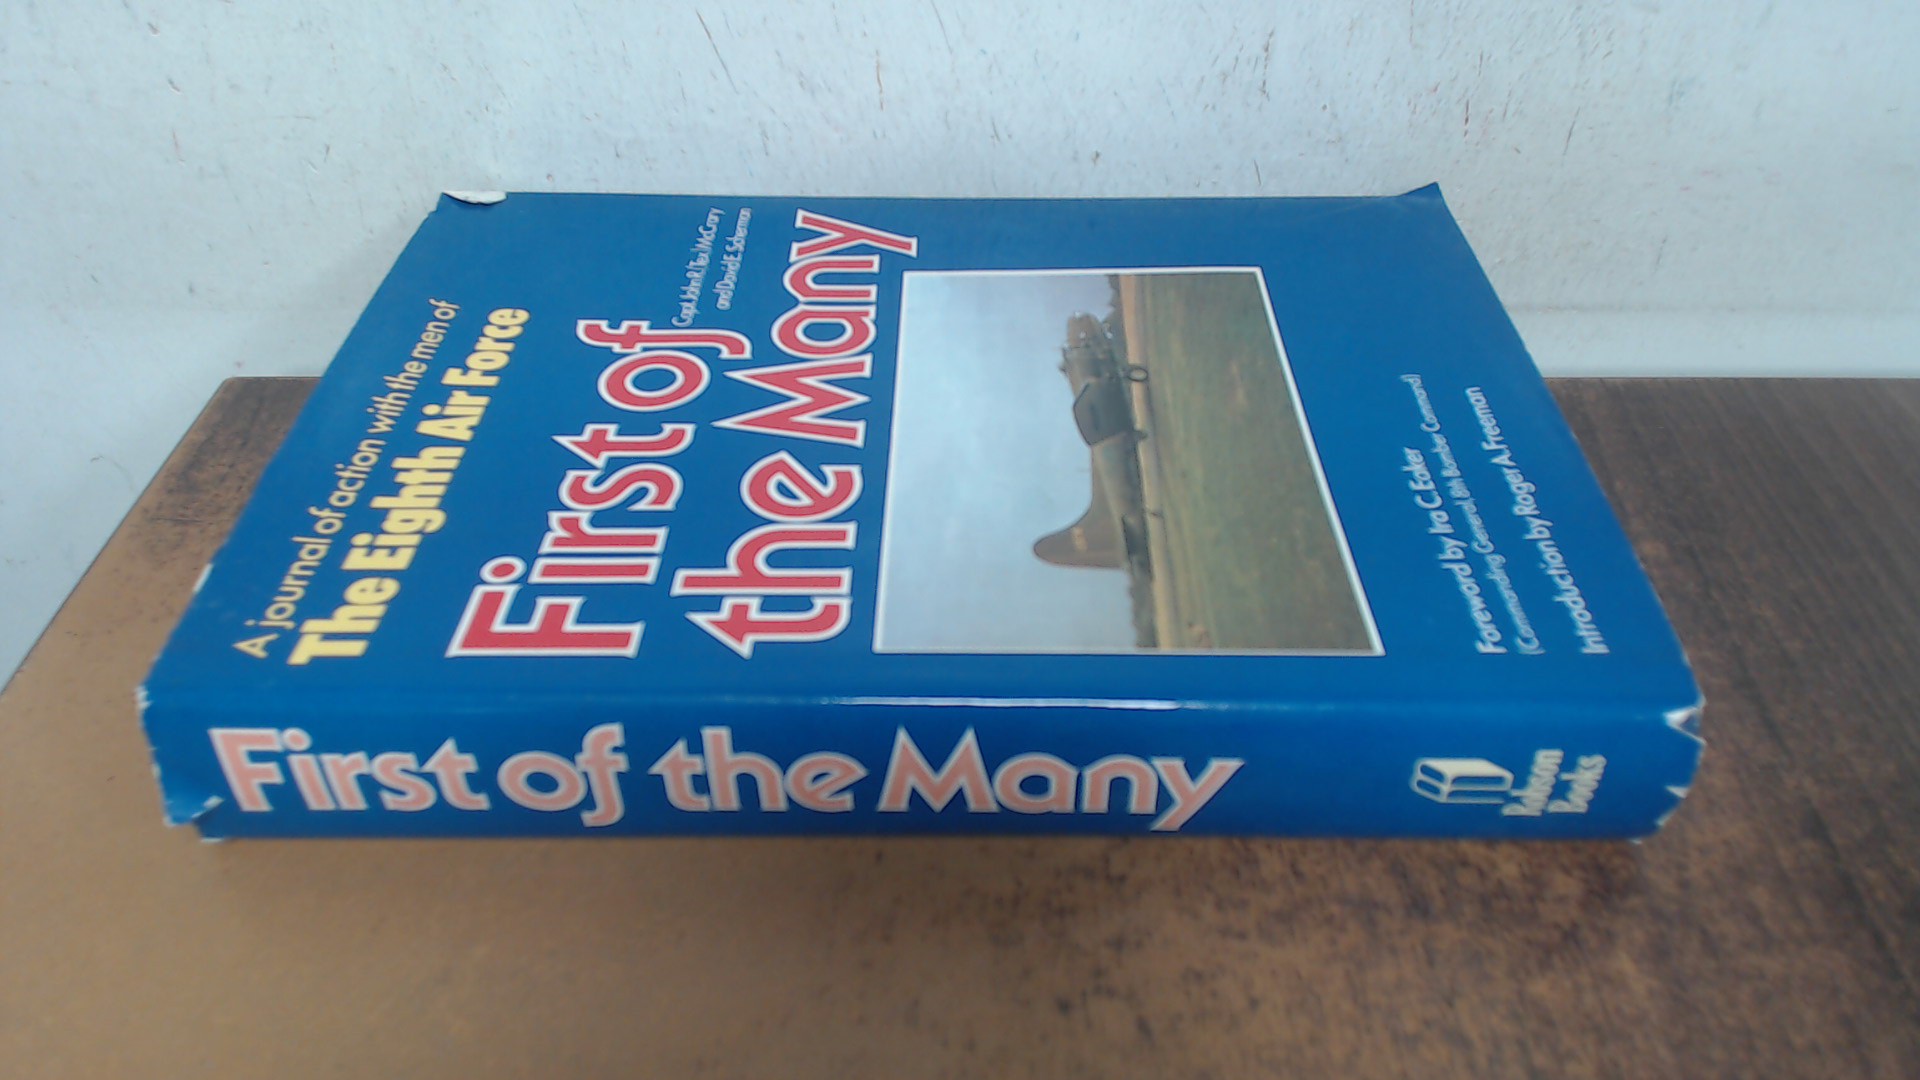 A journal of action with the men of
The Eighth Air Force
First of
the Many
Capt. John R. (Tex) McCrary
and David E. Scherman
Foreword by Ira C. Eaker
(Commanding General, 8th Bomber Command)
Introduction by Roger A. Freeman
First of the Many
Robson
Books